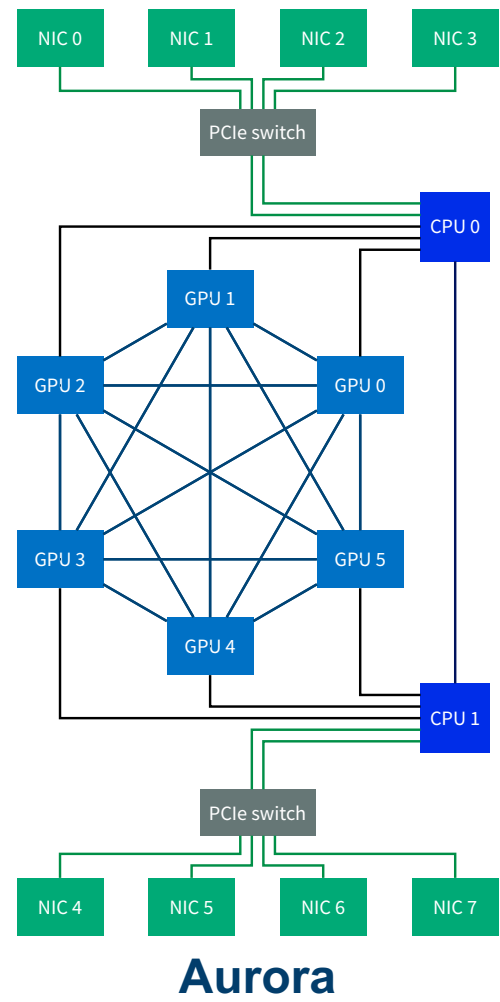 NIC 0
NIC 1
NIC 2
NIC 3
PCIe switch
CPU 0
GPU 1
GPU 2
GPU 0
GPU 3
GPU 5
GPU 4
CPU 1
PCIe switch
NIC 4
NIC 5
NIC 6
NIC 7
Aurora